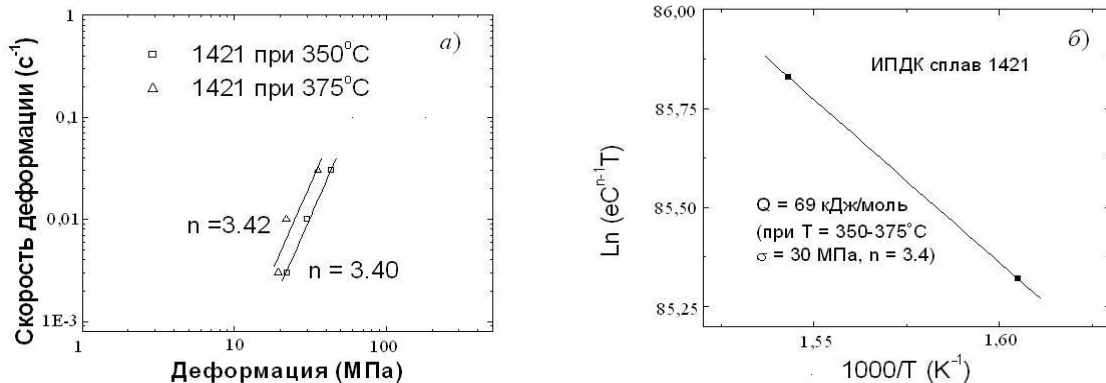 а)
1
0,1
0,01
1E-3
Скорость деформации (с⁻¹)
1421 при 350°C
1421 при 375°C
n =3.42
n = 3.40
1
10
100
Деформация (МПа)
б)
86,00
85,75
85,50
85,25
Ln (eCⁿ⁻¹T)
ИПДК сплав 1421
Q = 69 кДж/моль
(при T = 350-375°C
σ = 30 МПа, n = 3.4)
1,55
1,60
1000/T (K⁻¹)